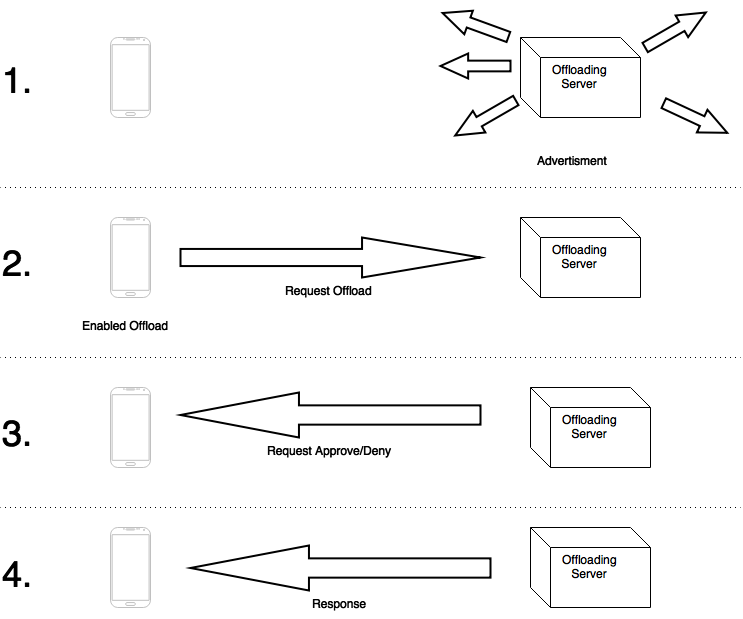 1.
Offloading
Server
Advertisment
2.
Offloading
Server
Request Offload
Enabled Offload
3.
Offloading
Server
Request Approve/Deny
4.
Offloading
Server
Response